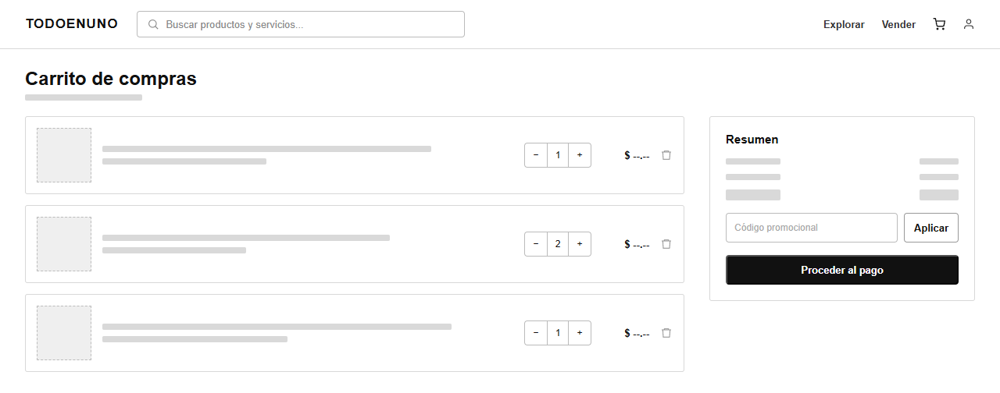 TODOENUNO Buscar productos y servicios... Explorar Vender
Carrito de compras
− 1 + $ --.--
− 2 + $ --.--
− 1 + $ --.--
Resumen
Código promocional Aplicar
Proceder al pago